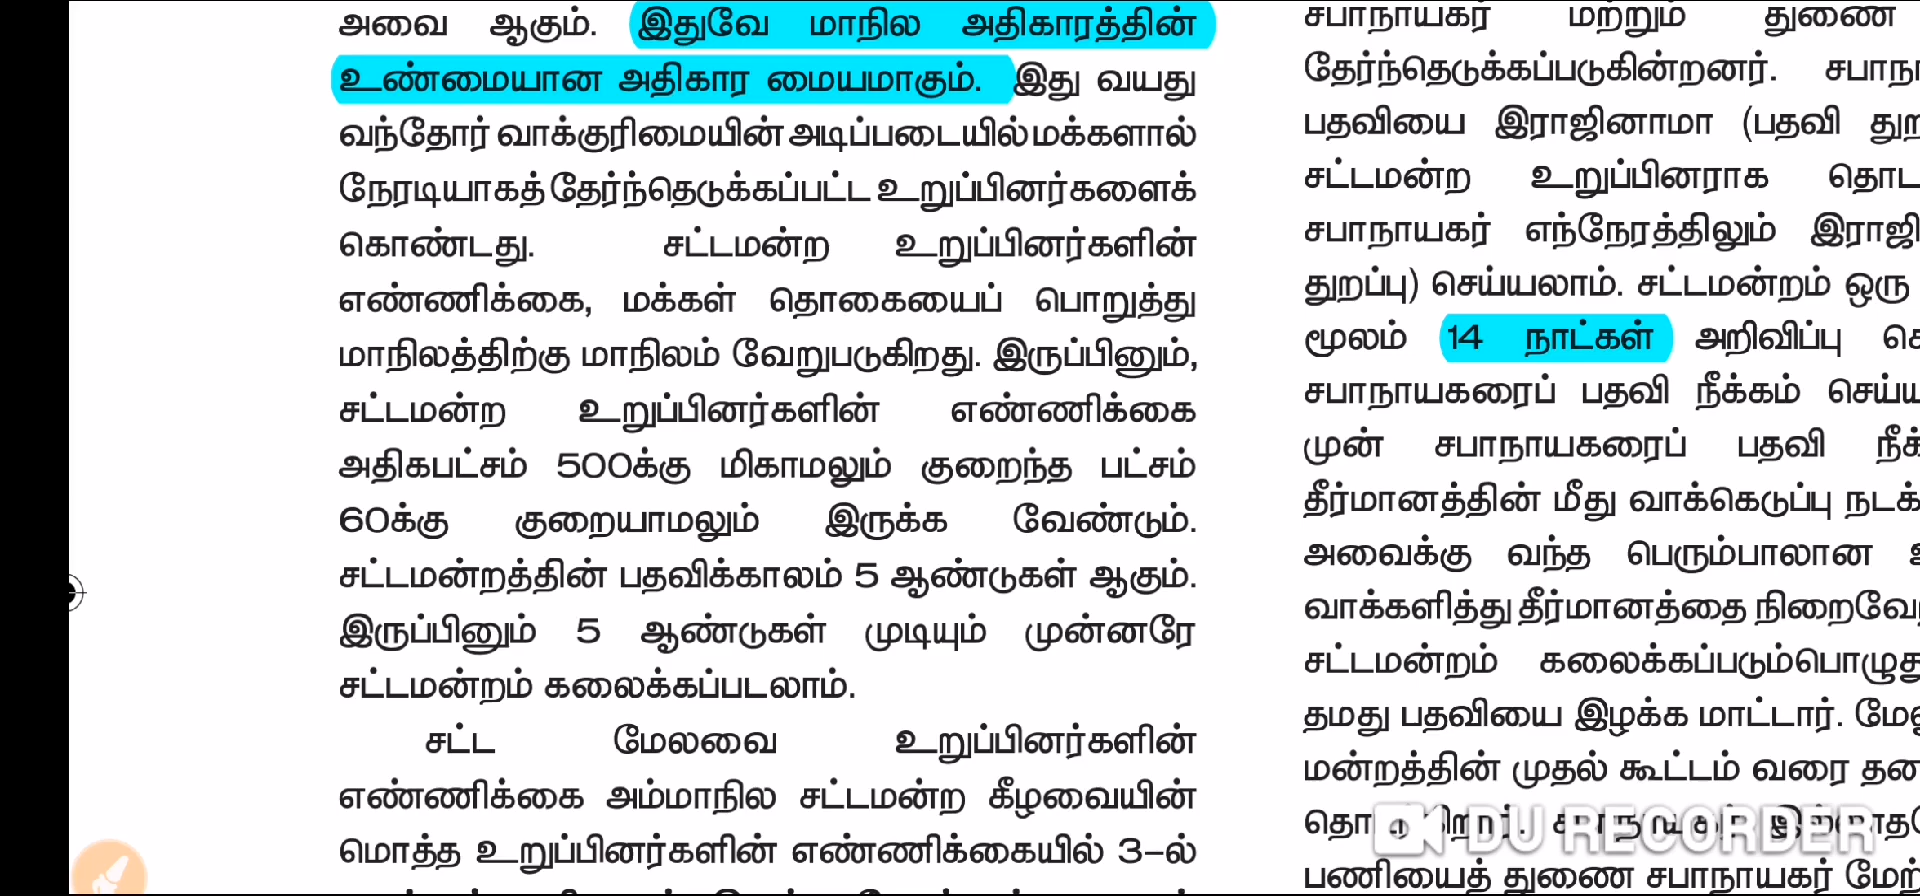 அவை ஆகும். இதுவே மாநில அதிகாரத்தின்
உண்மையான அதிகார மையமாகும். இது வயது
வந்தோர் வாக்குரிமையின் அடிப்படையில் மக்களால்
நேரடியாகத் தேர்ந்தெடுக்கப்பட்ட உறுப்பினர்களைக்
கொண்டது. சட்டமன்ற உறுப்பினர்களின்
எண்ணிக்கை, மக்கள் தொகையைப் பொறுத்து
மாநிலத்திற்கு மாநிலம் வேறுபடுகிறது. இருப்பினும்,
சட்டமன்ற உறுப்பினர்களின் எண்ணிக்கை
அதிகபட்சம் 500க்கு மிகாமலும் குறைந்த பட்சம்
60க்கு குறையாமலும் இருக்க வேண்டும்.
சட்டமன்றத்தின் பதவிக்காலம் 5 ஆண்டுகள் ஆகும்.
இருப்பினும் 5 ஆண்டுகள் முடியும் முன்னரே
சட்டமன்றம் கலைக்கப்படலாம்.
சட்ட மேலவை உறுப்பினர்களின்
எண்ணிக்கை அம்மாநில சட்டமன்ற கீழவையின்
மொத்த உறுப்பினர்களின் எண்ணிக்கையில் 3-ல்
சபாநாயகர் மற்றும் துணை
தேர்ந்தெடுக்கப்படுகின்றனர்.
பதவியை இராஜினாமா (பதவி
சட்டமன்ற உறுப்பினராக
சபாநாயகர் எந்நேரத்திலும்
துறப்பு) செய்யலாம். சட்டமன்றம் ஒரு
மூலம் 14 நாட்கள் அறிவிப்பு
சபாநாயகரைப் பதவி நீக்கம்
முன் சபாநாயகரைப் பதவி
தீர்மானத்தின் மீது வாக்கெடுப்பு
அவைக்கு வந்த பெரும்பாலான
வாக்களித்து தீர்மானத்தை
சட்டமன்றம் கலைக்கப்படும்பொழுது
தமது பதவியை இழக்க மாட்டார்.
மன்றத்தின் முதல் கூட்டம் வரை
DU RECORDER
பணியைத் துணை சபாநாயகர்